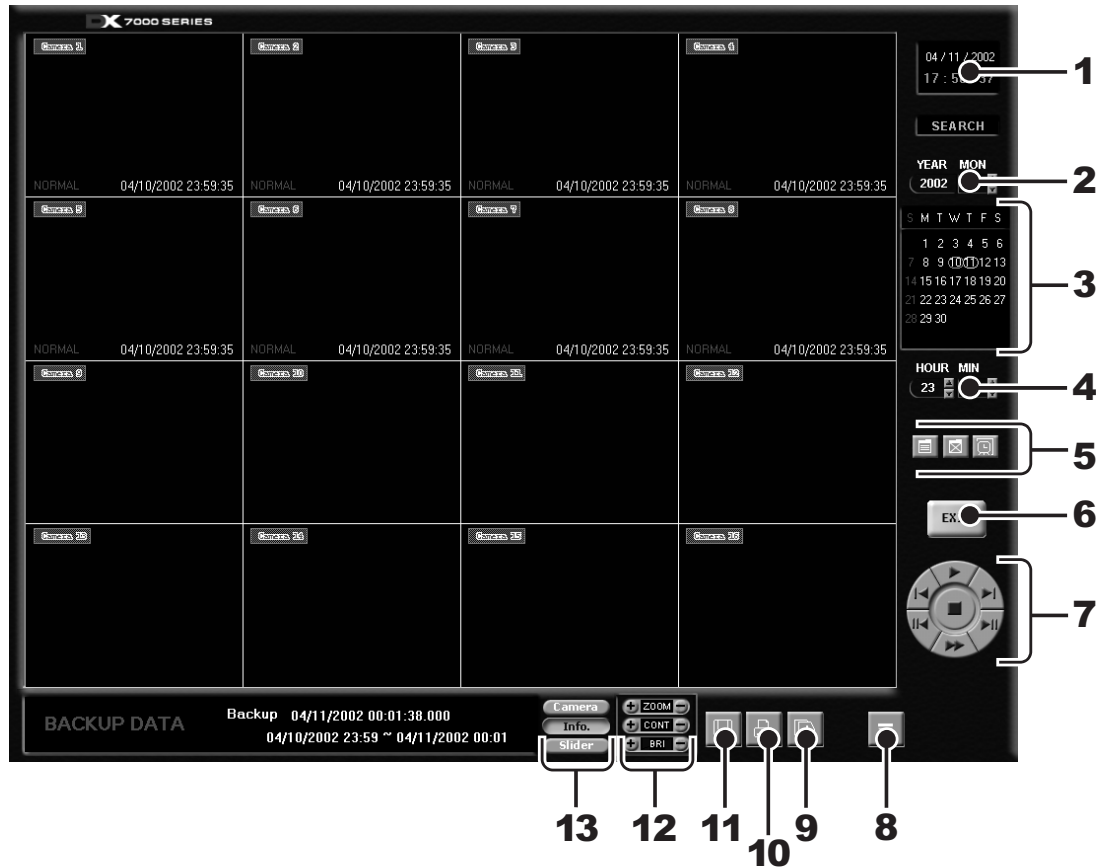 DX 7000 SERIES
Camera 1 Camera 2 Camera 3 Camera 4
04 / 11 / 2002
17 : 5
1
SEARCH
YEAR MON
NORMAL 04/10/2002 23:59:35 NORMAL 04/10/2002 23:59:35 NORMAL 04/10/2002 23:59:35 NORMAL 04/10/2002 23:59:35
2002
2
Camera 5 Camera 6 Camera 7 Camera 8
S M T W T F S
1 2 3 4 5 6
7 8 9 10 11 12 13
14 15 16 17 18 19 20
21 22 23 24 25 26 27
28 29 30
3
NORMAL 04/10/2002 23:59:35 NORMAL 04/10/2002 23:59:35 NORMAL 04/10/2002 23:59:35 NORMAL 04/10/2002 23:59:35
Camera 9 Camera 10 Camera 11 Camera 12
HOUR MIN
23
4
5
EX
6
Camera 13 Camera 14 Camera 15 Camera 16
7
BACKUP DATA
Backup 04/11/2002 00:01:38.000
04/10/2002 23:59 ~ 04/11/2002 00:01
Camera
Info.
Slider
+ ZOOM -
+ CONT -
+ BRI -
13 12 11 10 9 8